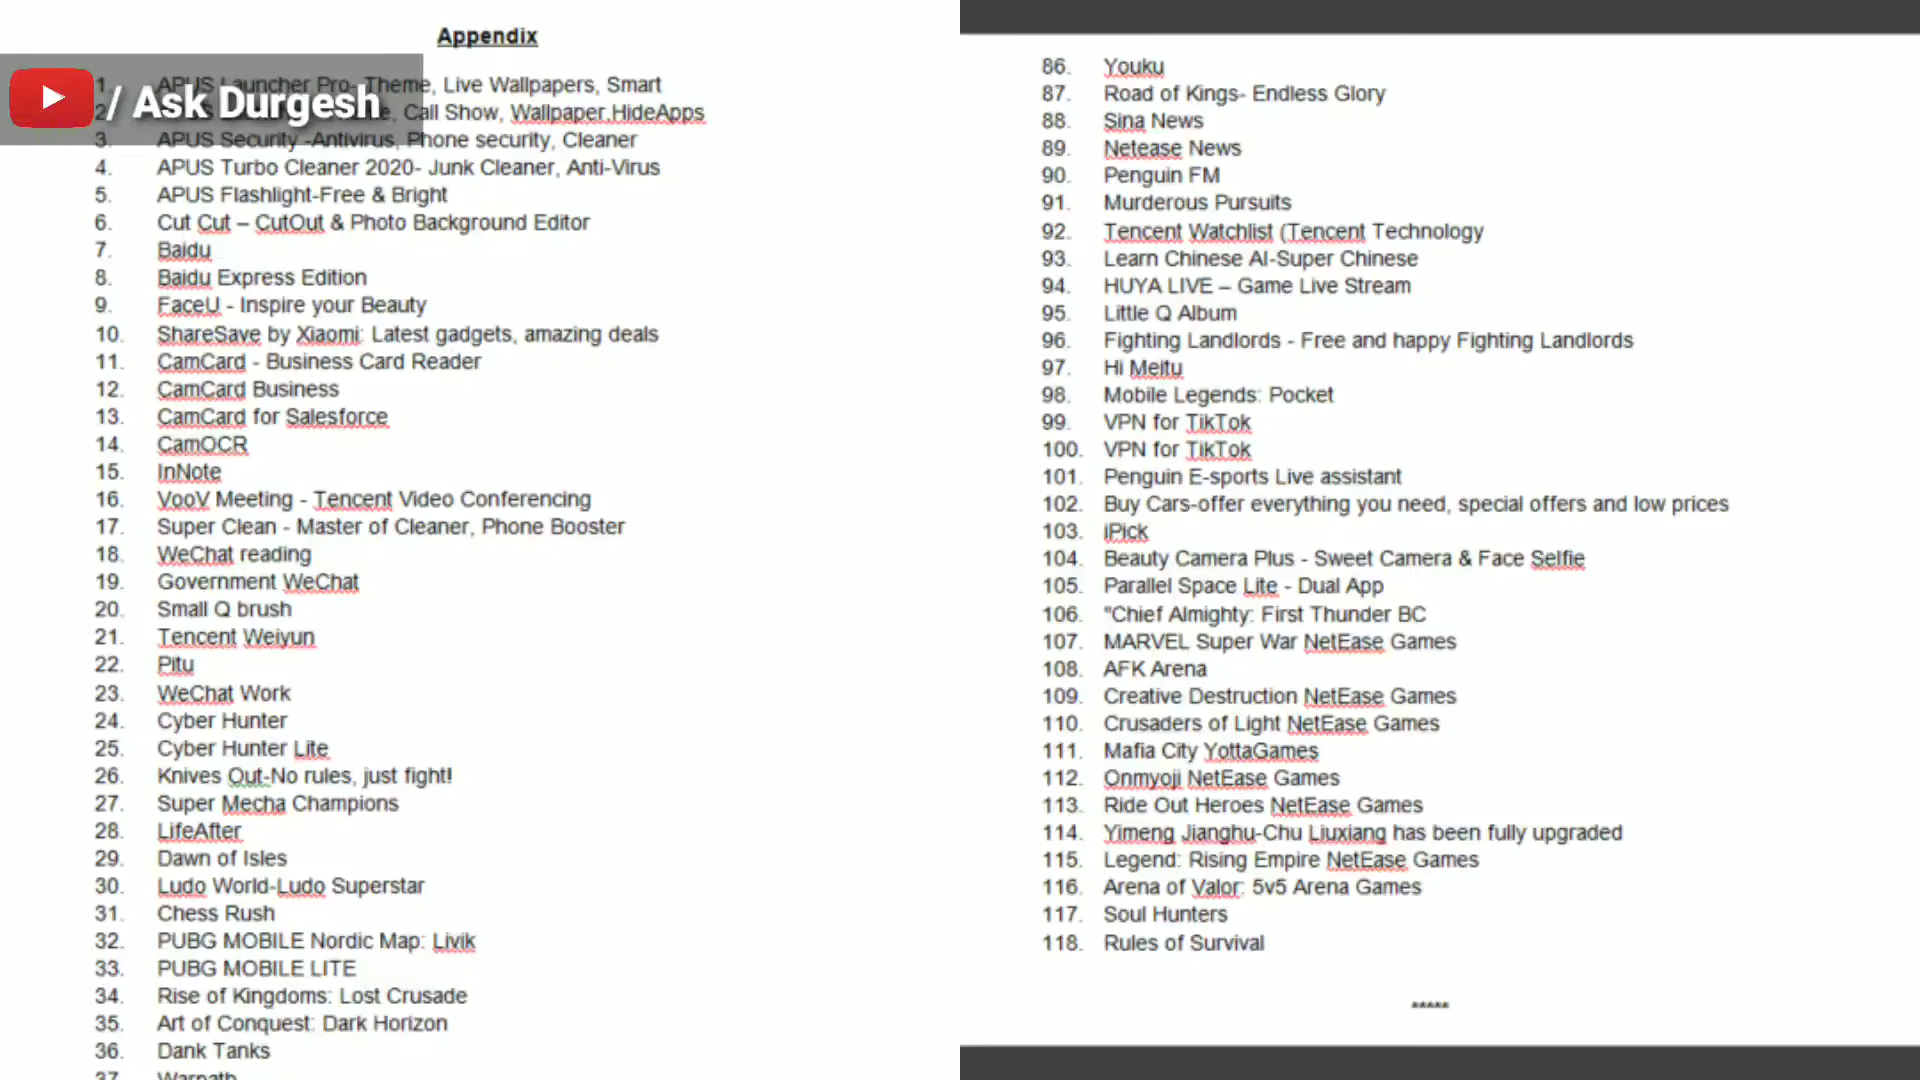 Appendix
/ Ask Durgesh
1. APUS Launcher Pro- Theme, Live Wallpapers, Smart
2. Call Show, Wallpaper,HideApps
3. APUS Security -Antivirus, Phone security, Cleaner
4. APUS Turbo Cleaner 2020- Junk Cleaner, Anti-Virus
5. APUS Flashlight-Free & Bright
6. Cut Cut – CutOut & Photo Background Editor
7. Baidu
8. Baidu Express Edition
9. FaceU - Inspire your Beauty
10. ShareSave by Xiaomi: Latest gadgets, amazing deals
11. CamCard - Business Card Reader
12. CamCard Business
13. CamCard for Salesforce
14. CamOCR
15. InNote
16. VooV Meeting - Tencent Video Conferencing
17. Super Clean - Master of Cleaner, Phone Booster
18. WeChat reading
19. Government WeChat
20. Small Q brush
21. Tencent Weiyun
22. Pitu
23. WeChat Work
24. Cyber Hunter
25. Cyber Hunter Lite
26. Knives Out-No rules, just fight!
27. Super Mecha Champions
28. LifeAfter
29. Dawn of Isles
30. Ludo World-Ludo Superstar
31. Chess Rush
32. PUBG MOBILE Nordic Map: Livik
33. PUBG MOBILE LITE
34. Rise of Kingdoms: Lost Crusade
35. Art of Conquest: Dark Horizon
36. Dank Tanks
37. Warpath
86. Youku
87. Road of Kings- Endless Glory
88. Sina News
89. Netease News
90. Penguin FM
91. Murderous Pursuits
92. Tencent Watchlist (Tencent Technology
93. Learn Chinese AI-Super Chinese
94. HUYA LIVE – Game Live Stream
95. Little Q Album
96. Fighting Landlords - Free and happy Fighting Landlords
97. Hi Meitu
98. Mobile Legends: Pocket
99. VPN for TikTok
100. VPN for TikTok
101. Penguin E-sports Live assistant
102. Buy Cars-offer everything you need, special offers and low prices
103. iPick
104. Beauty Camera Plus - Sweet Camera & Face Selfie
105. Parallel Space Lite - Dual App
106. "Chief Almighty: First Thunder BC
107. MARVEL Super War NetEase Games
108. AFK Arena
109. Creative Destruction NetEase Games
110. Crusaders of Light NetEase Games
111. Mafia City YottaGames
112. Onmyoji NetEase Games
113. Ride Out Heroes NetEase Games
114. Yimeng Jianghu-Chu Liuxiang has been fully upgraded
115. Legend: Rising Empire NetEase Games
116. Arena of Valor: 5v5 Arena Games
117. Soul Hunters
118. Rules of Survival
*****